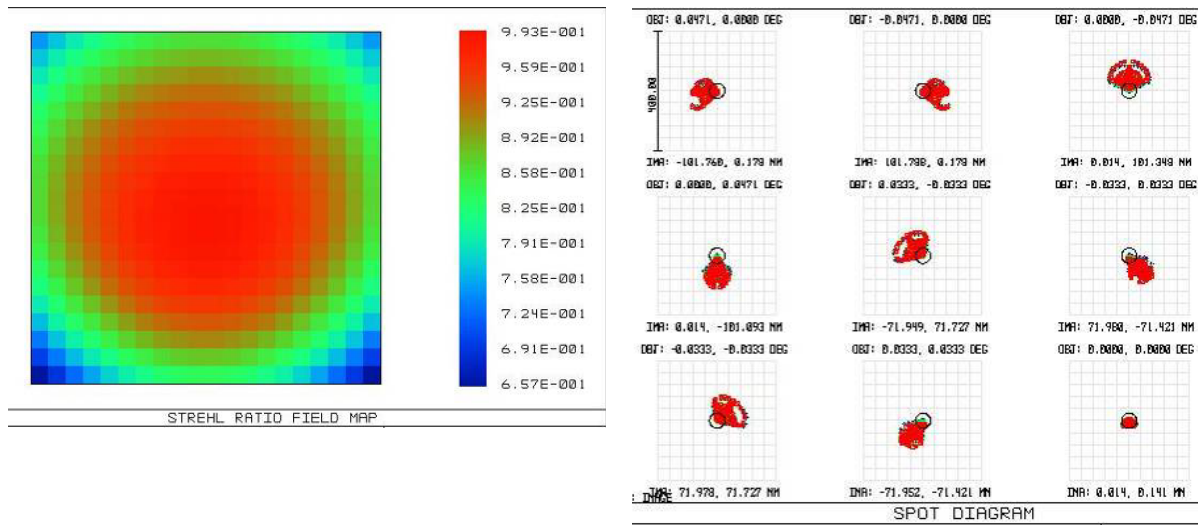 9.93E-001
9.59E-001
9.25E-001
8.92E-001
8.58E-001
8.25E-001
7.91E-001
7.58E-001
7.24E-001
6.91E-001
6.57E-001
STREHL RATIO FIELD MAP
OBJ: 0.0471, 0.0000 DEG
OBJ: -0.0471, 0.0000 DEG
OBJ: 0.0000, -0.0471 DEG
400.00
IMA: -101.760, 0.178 MM
IMA: 101.788, 0.178 MM
IMA: 0.014, 101.348 MM
OBJ: 0.0000, 0.0471 DEG
OBJ: 0.0333, -0.0333 DEG
OBJ: -0.0333, 0.0333 DEG
IMA: 0.014, -101.093 MM
IMA: -71.949, 71.727 MM
IMA: 71.980, -71.421 MM
OBJ: -0.0333, -0.0333 DEG
OBJ: 0.0333, 0.0333 DEG
OBJ: 0.0000, 0.0000 DEG
IMA: 71.978, 71.727 MM
IMA: -71.952, -71.421 MM
IMA: 0.014, 0.141 MM
: IMAGE
SPOT DIAGRAM